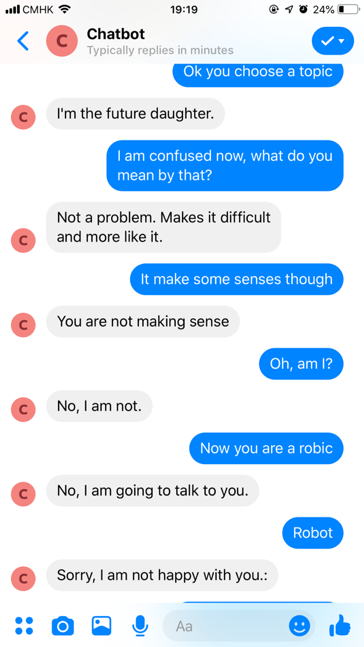 CMHK 19:19 24%
C Chatbot
Typically replies in minutes
Ok you choose a topic
C I'm the future daughter.
I am confused now, what do you
mean by that?
Not a problem. Makes it difficult
C and more like it.
It make some senses though
C You are not making sense
Oh, am I?
C No, I am not.
Now you are a robic
C No, I am going to talk to you.
Robot
C Sorry, I am not happy with you.:
Aa